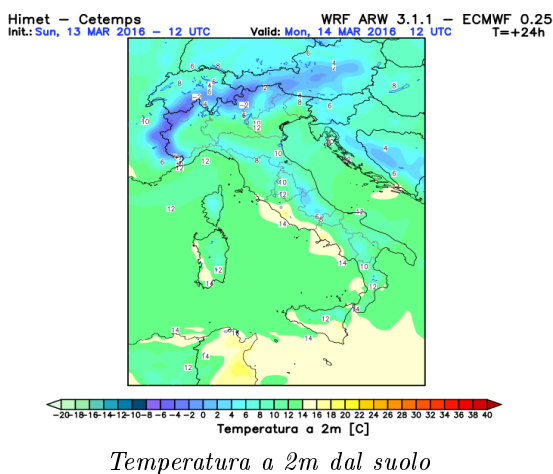 Himet – Cetemps WRF ARW 3.1.1 – ECMWF 0.25
Init.: Sun, 13 MAR 2016 – 12 UTC Valid: Mon, 14 MAR 2016 12 UTC T=+24h
-20 -18 -16 -14 -12 -10 -8 -6 -4 -2 0 2 4 6 8 10 12 14 16 18 20 22 24 26 28 30 32 34 36 38 40
Temperatura a 2m [C]
Temperatura a 2m dal suolo